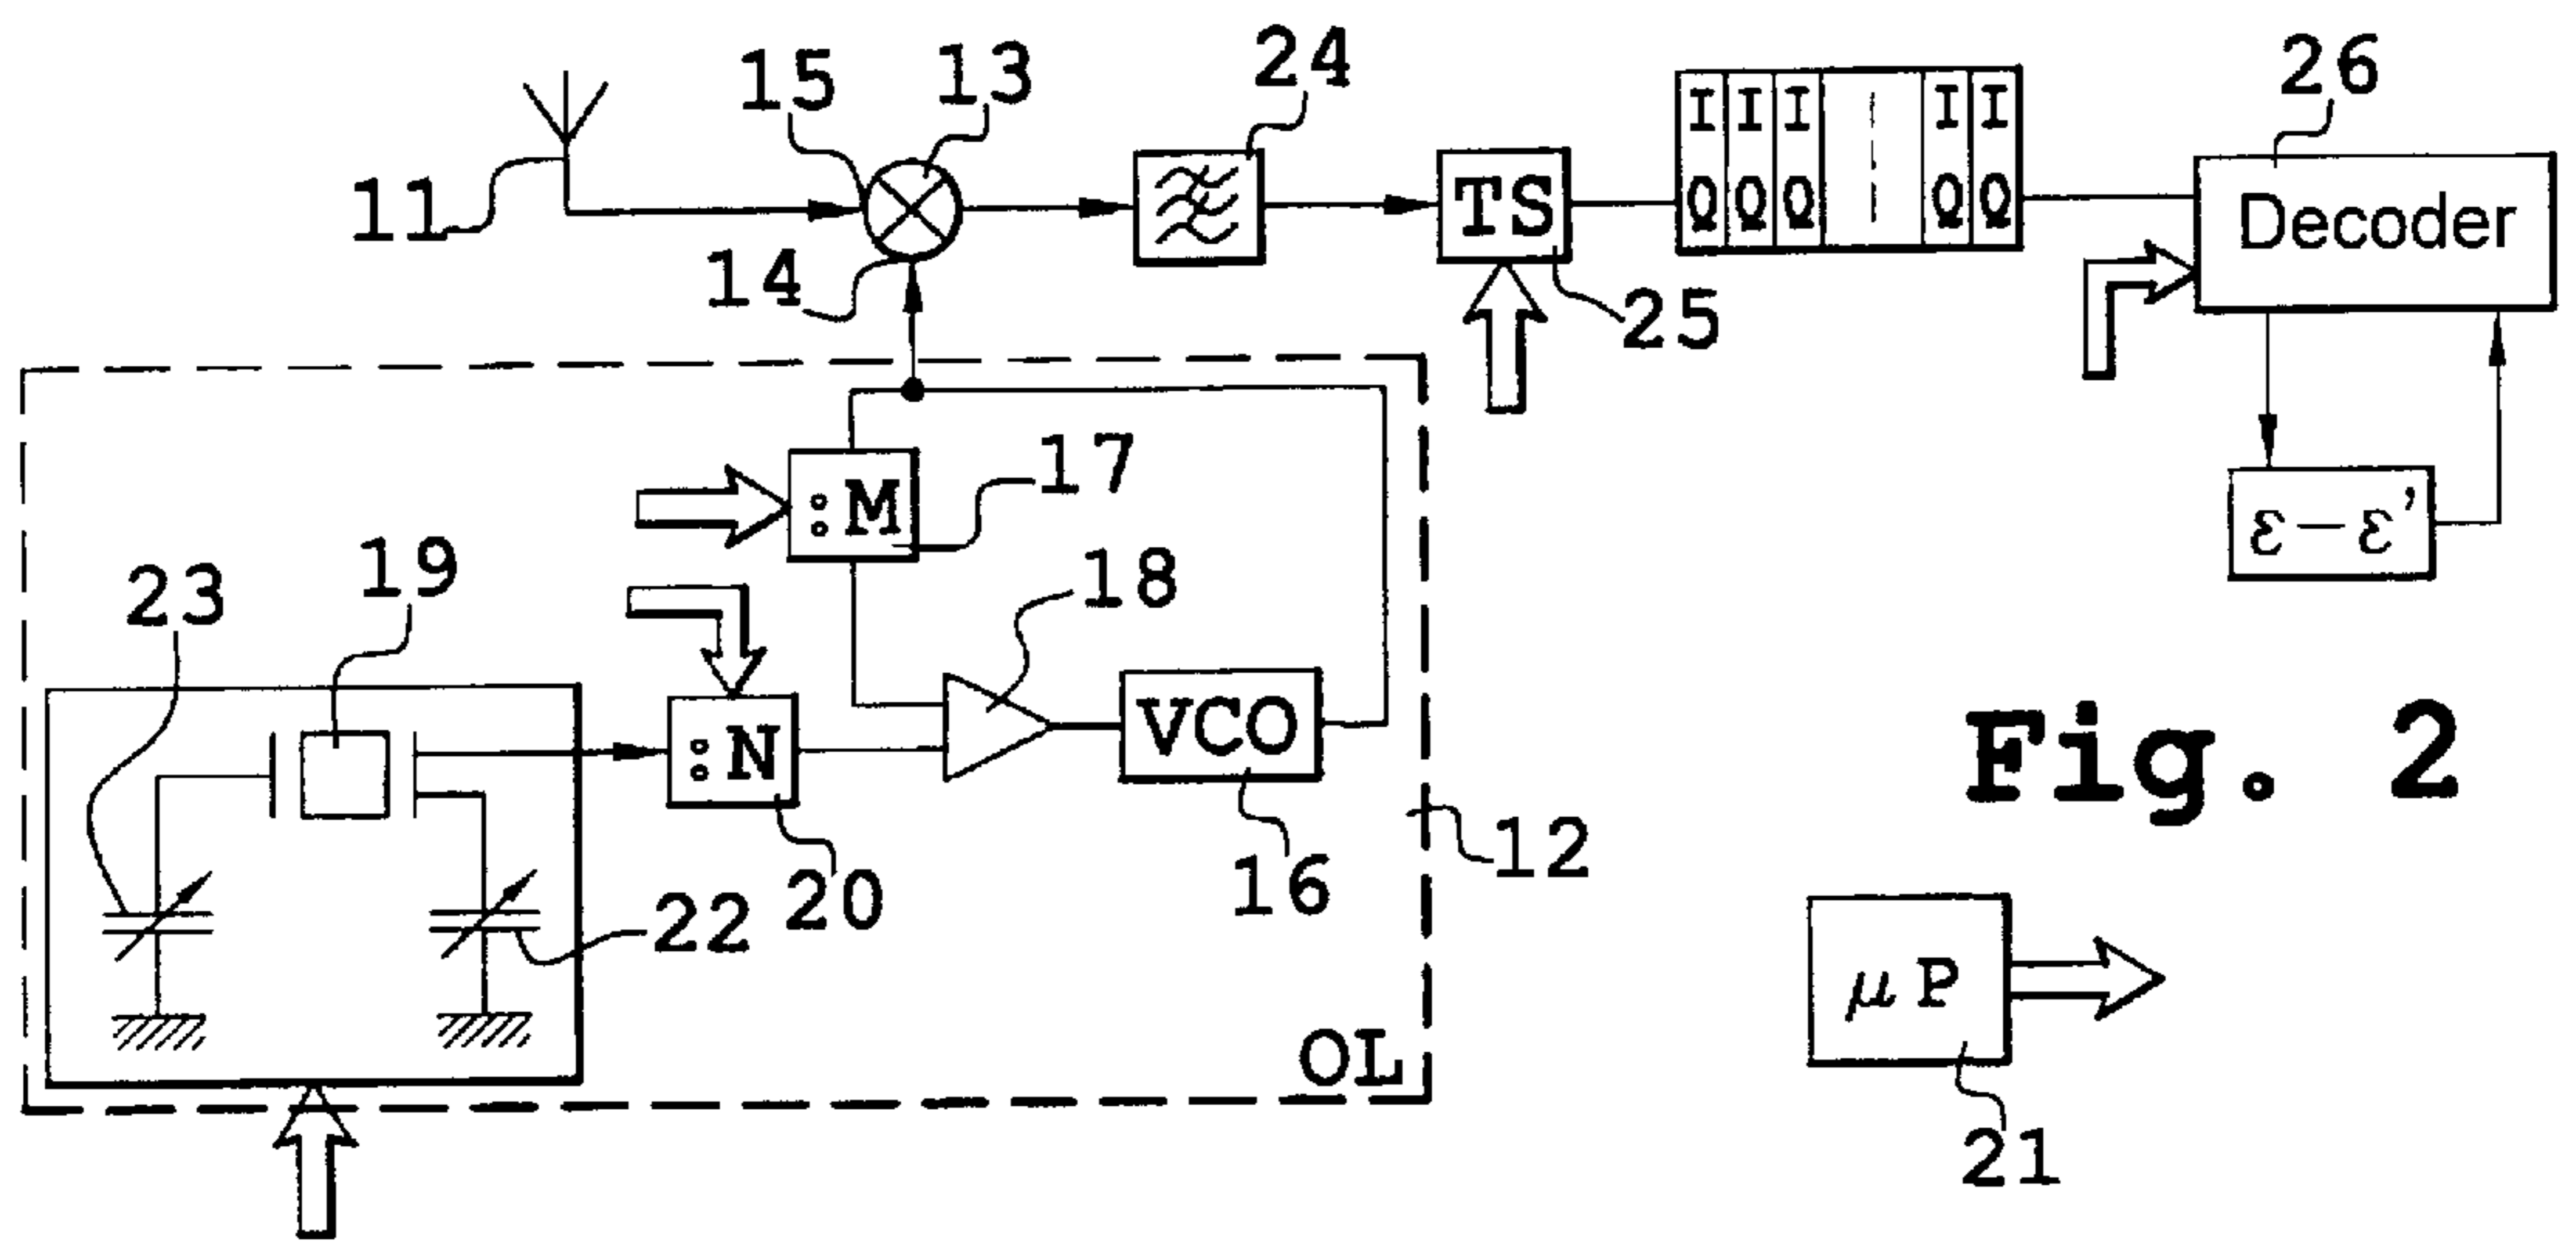 24
26
15
13
I I I I I
Q Q Q Q Q
11
TS
Decoder
14
25
17
:M
ε–ε'
18
19
23
VCO
:N
Fig. 2
12
16
20
22
μP
OL
21